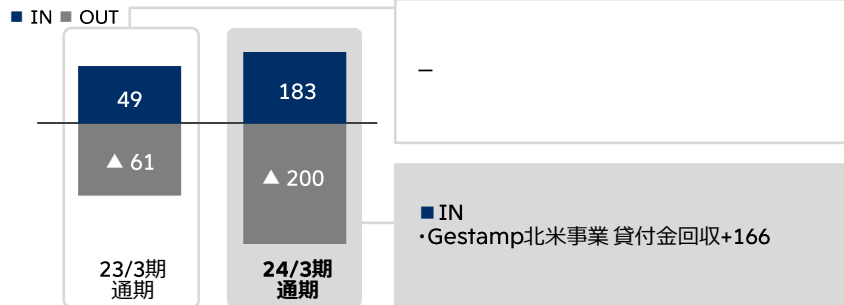 ■ IN ■ OUT
49
▲ 61
23/3期
通期
183
▲ 200
24/3期
通期
–
■IN
・Gestamp北米事業 貸付金回収+166